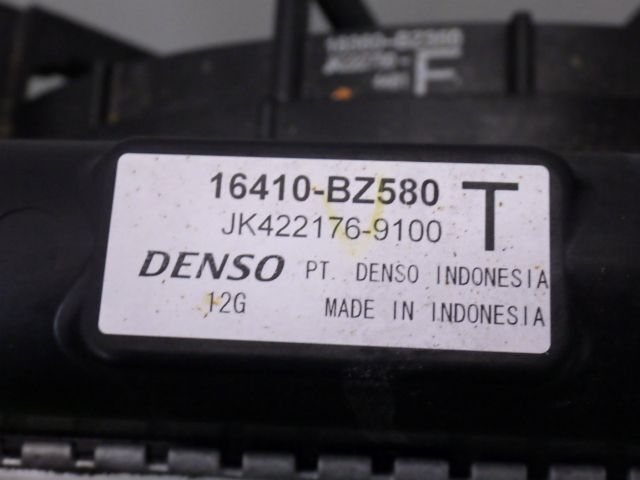 F
16410-BZ580 T
JK422176-9100
DENSO PT. DENSO INDONESIA
12G MADE IN INDONESIA